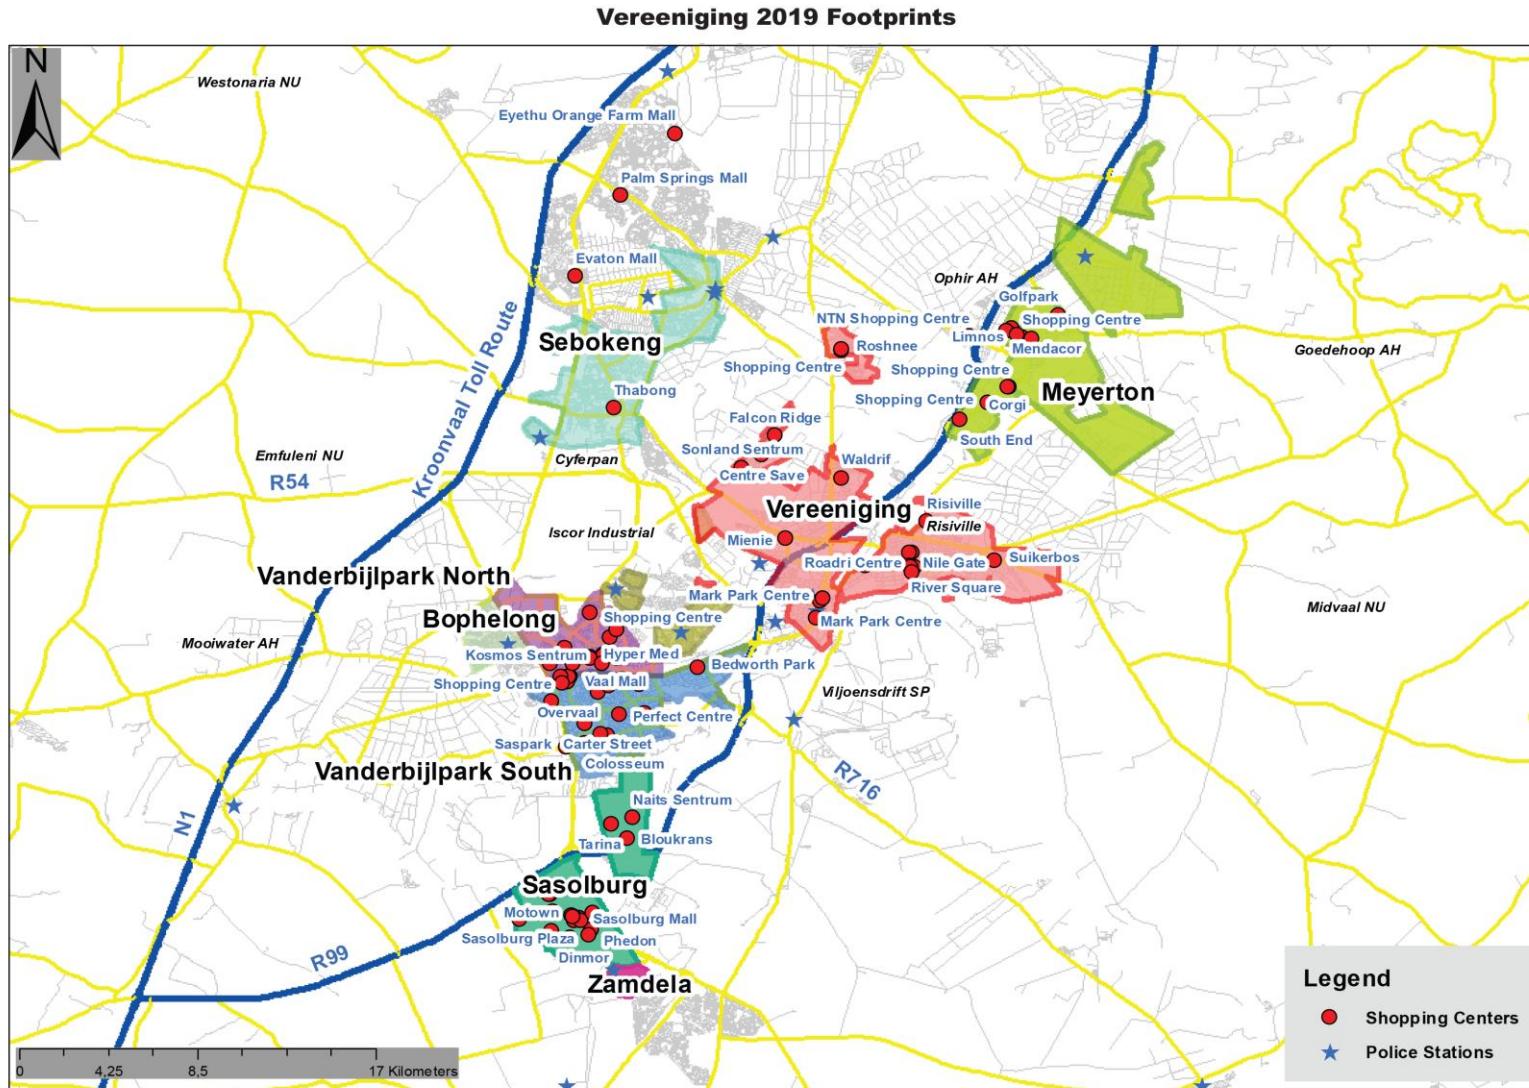 Vereeniging 2019 Footprints
N
Westonaria NU
Eyethu Orange Farm Mall
Palm Springs Mall
Evaton Mall
Ophir AH
Golfpark
NTN Shopping Centre
Shopping Centre
Limnos
Mendacor
Goedehoop AH
Sebokeng
Roshnee
Shopping Centre
Shopping Centre
Kroonvaal Toll Route
Thabong
Meyerton
Shopping Centre
Corgi
Falcon Ridge
South End
Sonland Sentrum
Centre Save
Waldrif
Emfuleni NU
Cyferpan
R54
Vereeniging
Risiville
Risiville
Iscor Industrial
Mienie
Roadri Centre
Nile Gate
Suikerbos
River Square
Vanderbijlpark North
Mark Park Centre
Midvaal NU
Bophelong
Shopping Centre
Mark Park Centre
Mooiwater AH
Kosmos Sentrum
Hyper Med
Bedworth Park
Shopping Centre
Vaal Mall
Viljoensdrift SP
Overvaal
Perfect Centre
Saspark
Carter Street
Colosseum
Vanderbijlpark South
R716
Naits Sentrum
N1
Tarina
Bloukrans
Sasolburg
Motown
Sasolburg Mall
Sasolburg Plaza
Phedon
R99
Dinmor
Zamdela
Legend
Shopping Centers
Police Stations
0 4,25 8,5 17 Kilometers